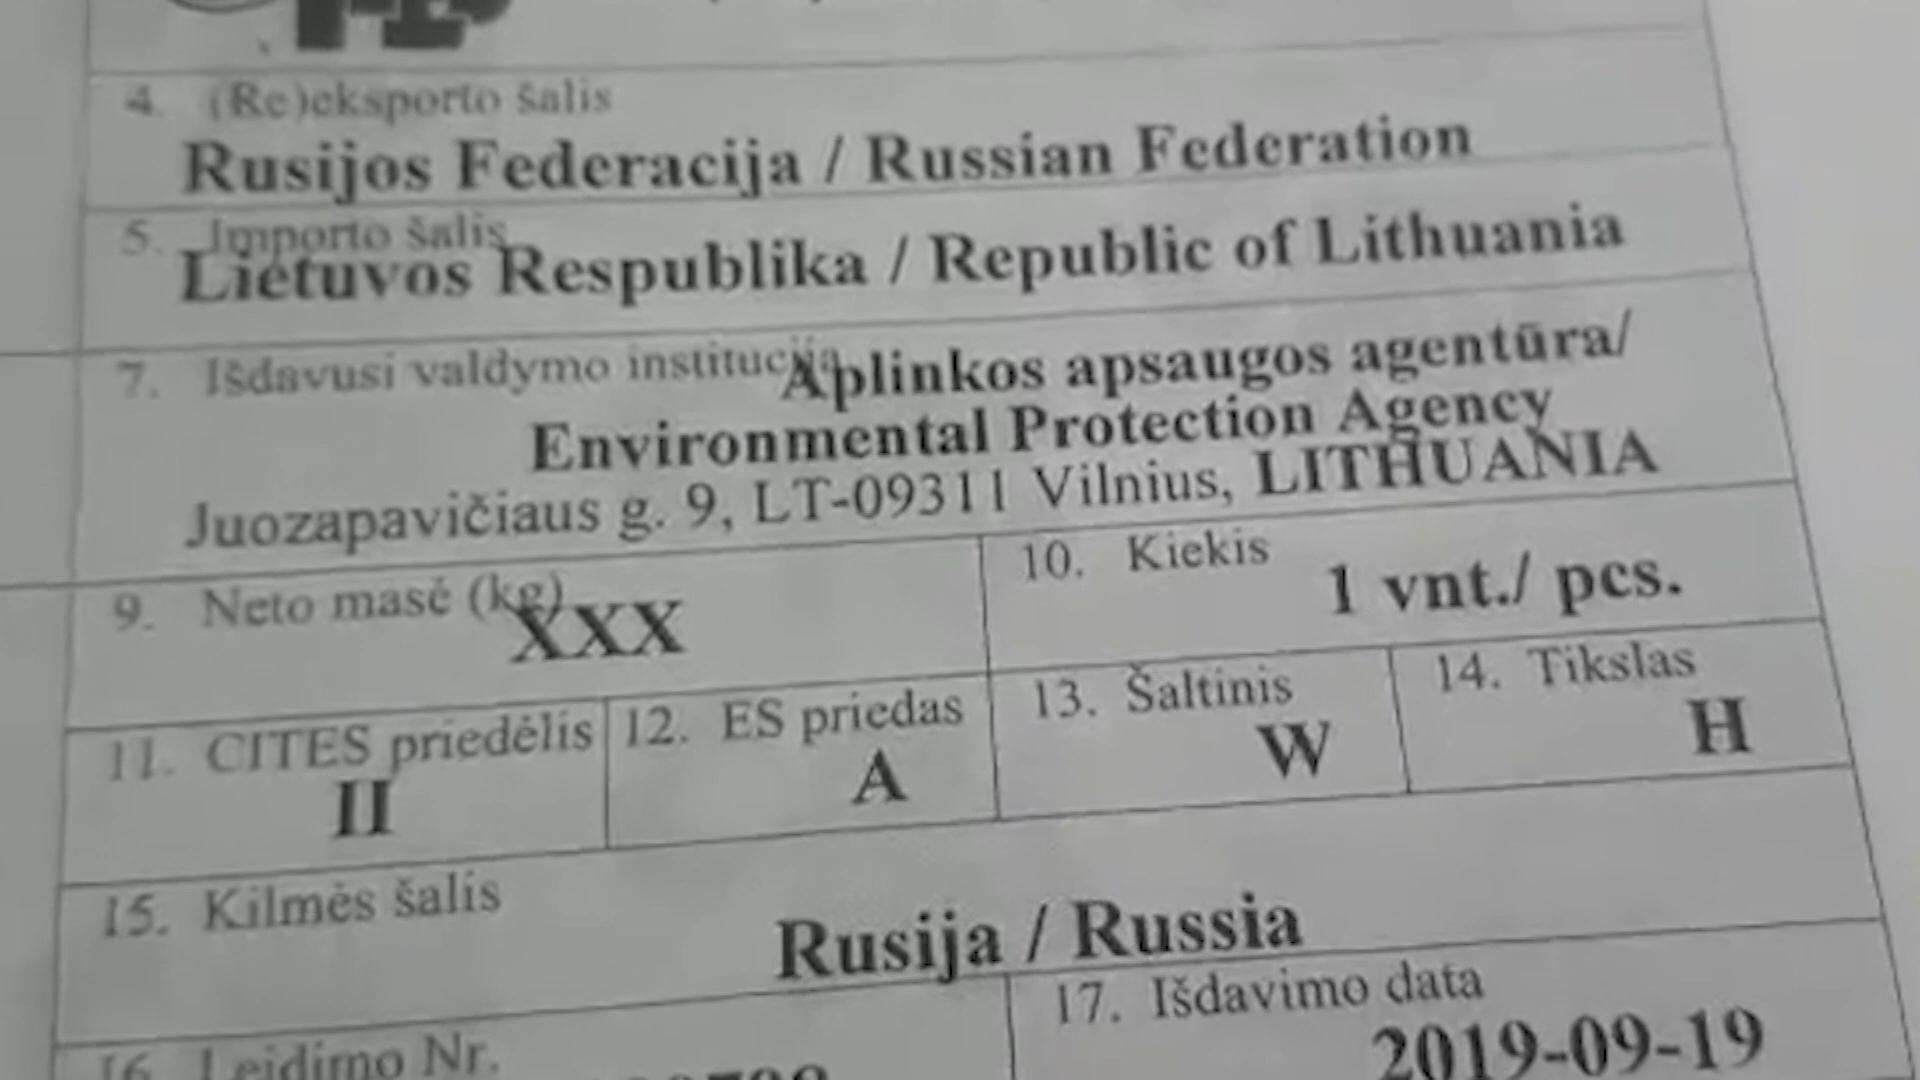 4. (Re)eksporto šalis
Rusijos Federacija / Russian Federation
5. Importo šalis
Lietuvos Respublika / Republic of Lithuania
7. Išdavusi valdymo institucija Aplinkos apsaugos agentūra/
Environmental Protection Agency
Juozapavičiaus g. 9, LT-09311 Vilnius, LITHUANIA
9. Neto masė (kg) XXX
10. Kiekis 1 vnt./ pcs.
11. CITES priedėlis II
12. ES priedas A
13. Šaltinis W
14. Tikslas H
15. Kilmės šalis
Rusija / Russia
16. Leidimo Nr.
17. Išdavimo data
2019-09-19